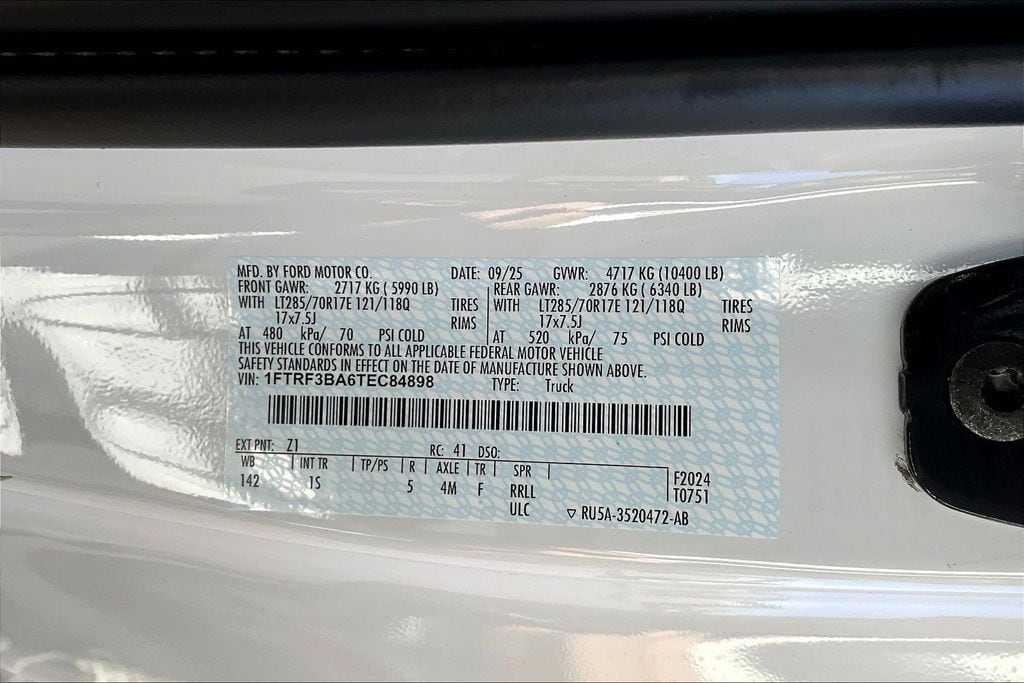 MFD. BY FORD MOTOR CO. DATE: 09/25 GVWR: 4717 KG (10400 LB)
FRONT GAWR: 2717 KG ( 5990 LB) REAR GAWR: 2876 KG ( 6340 LB)
WITH LT285/70R17E 121/118Q TIRES WITH LT285/70R17E 121/118Q TIRES
17x7.5J RIMS 17x7.5J RIMS
AT 480 kPa/ 70 PSI COLD AT 520 kPa/ 75 PSI COLD
THIS VEHICLE CONFORMS TO ALL APPLICABLE FEDERAL MOTOR VEHICLE
SAFETY STANDARDS IN EFFECT ON THE DATE OF MANUFACTURE SHOWN ABOVE.
VIN: 1FTRF3BA6TEC84898 TYPE: Truck
EXT PNT: Z1 RC: 41 DSO:
WB INT TR TP/PS R AXLE TR SPR F2024
142 1S 5 4M F RRLL T0751
ULC ▽ RU5A-3520472-AB